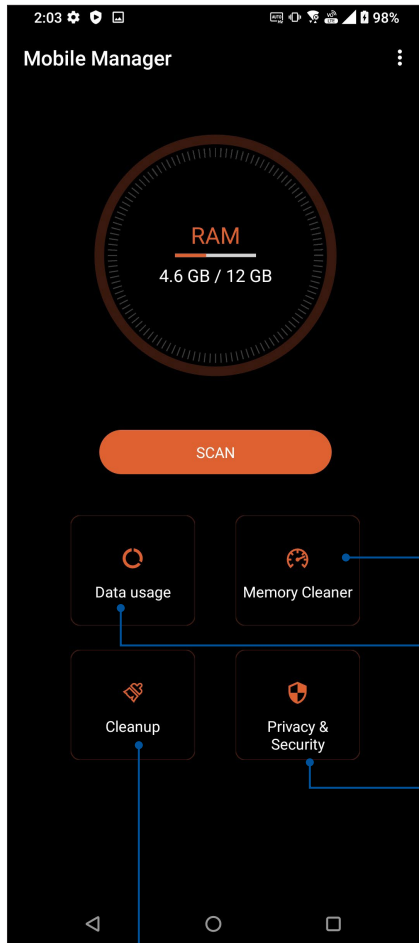 2:03 98%
Mobile Manager
RAM
4.6 GB / 12 GB
SCAN
Data usage
Memory Cleaner
Cleanup
Privacy &
Security